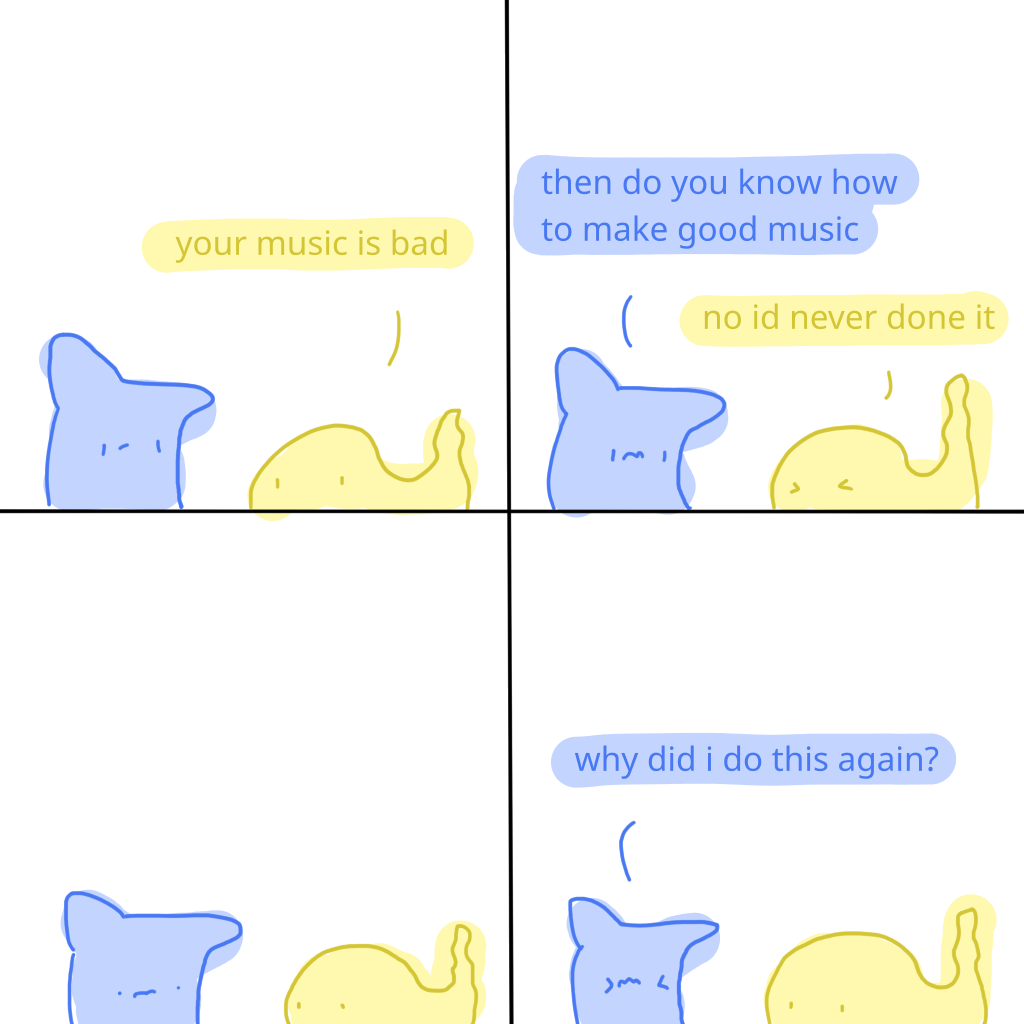 your music is bad
then do you know how
to make good music
no id never done it
why did i do this again?